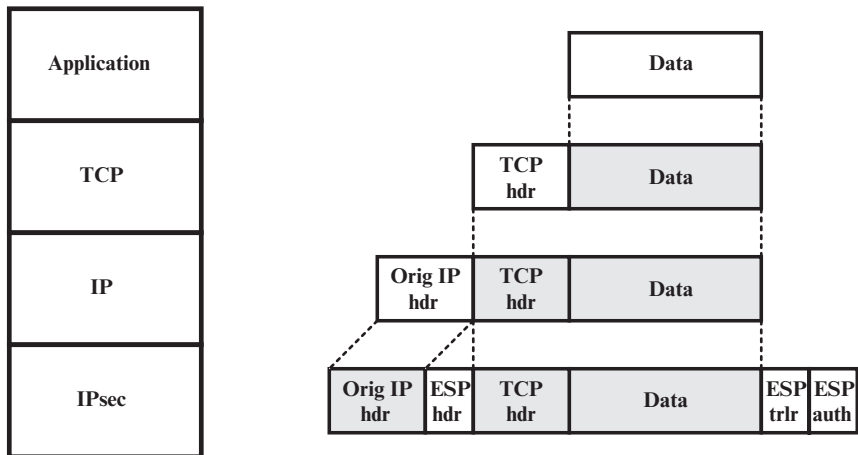 Application
Data
TCP
TCP
hdr
Data
IP
Orig IP
hdr
TCP
hdr
Data
IPsec
Orig IP
hdr
ESP
hdr
TCP
hdr
Data
ESP
trlr
ESP
auth